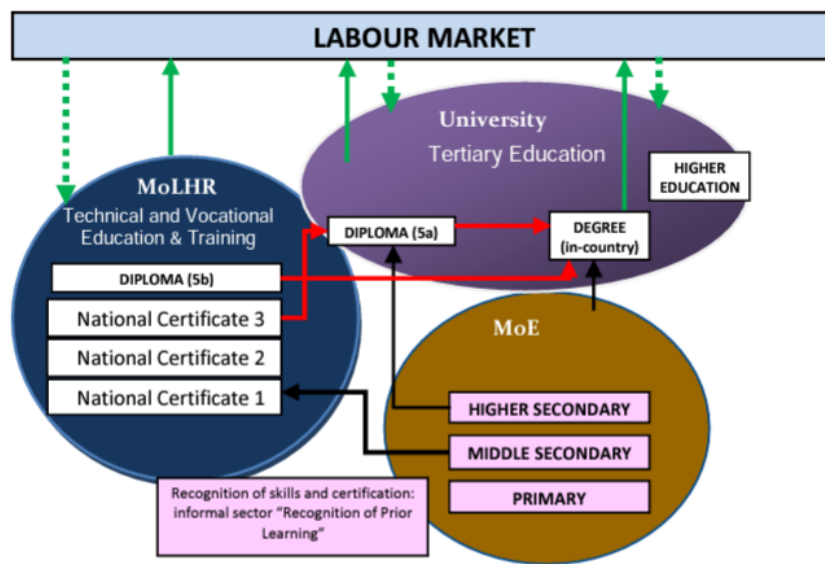 LABOUR MARKET
University
Tertiary Education
HIGHER
EDUCATION
MoLHR
Technical and Vocational
Education & Training
DIPLOMA (5a)
DEGREE
(in-country)
DIPLOMA (5b)
National Certificate 3
National Certificate 2
National Certificate 1
MoE
HIGHER SECONDARY
MIDDLE SECONDARY
PRIMARY
Recognition of skills and certification:
informal sector “Recognition of Prior
Learning”